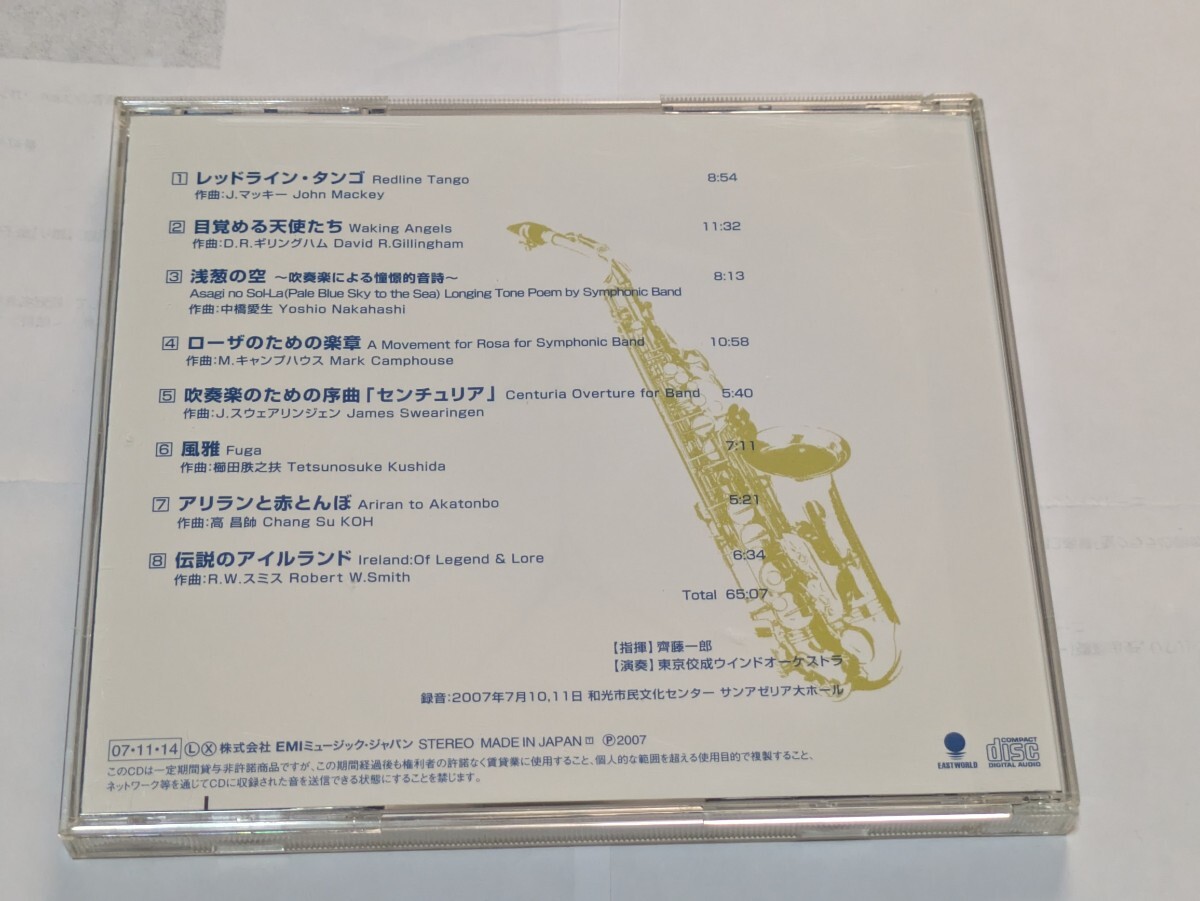 1 レッドライン・タンゴ Redline Tango 8:54
作曲:J.マッキー John Mackey
2 目覚める天使たち Waking Angels 11:32
作曲:D.R.ギリングハム David R.Gillingham
3 浅葱の空 ～吹奏楽による憧憬的音詩～ 8:13
Asagi no Sol-La(Pale Blue Sky to the Sea) Longing Tone Poem by Symphonic Band
作曲:中橋愛生 Yoshio Nakahashi
4 ローザのための楽章 A Movement for Rosa for Symphonic Band 10:58
作曲:M.キャンプハウス Mark Camphouse
5 吹奏楽のための序曲「センチュリア」 Centuria Overture for Band 5:40
作曲:J.スウェアリンジェン James Swearingen
6 風雅 Fuga 7:11
作曲:櫛田胅之扶 Tetsunosuke Kushida
7 アリランと赤とんぼ Ariran to Akatonbo 5:21
作曲:高 昌帥 Chang Su KOH
8 伝説のアイルランド Ireland:Of Legend & Lore 6:34
作曲:R.W.スミス Robert W.Smith
Total 65:07
【指揮】齊藤一郎
【演奏】東京佼成ウインドオーケストラ
録音:2007年7月10,11日 和光市民文化センター サンアゼリア大ホール
07・11・14 Ⓛ Ⓧ 株式会社 EMIミュージック・ジャパン STEREO MADE IN JAPAN ℗2007
このCDは一定期間貸与非許諾商品ですが、この期間経過後も権利者の許諾なく賃貸業に使用すること、個人的な範囲を超える使用目的で複製すること、
ネットワーク等を通じてCDに収録された音を送信できる状態にすることを禁じます。
EASTWORLD
COMPACT
disc
DIGITAL AUDIO